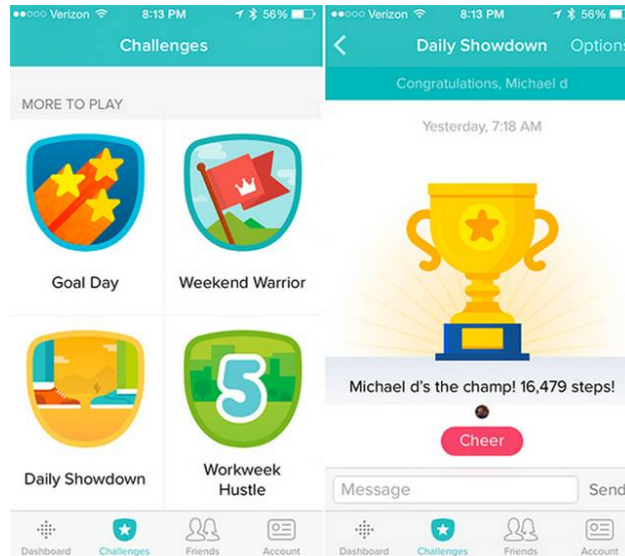 Verizon 8:13 PM 56%
Challenges
MORE TO PLAY
Goal Day
Weekend Warrior
5
Daily Showdown
Workweek
Hustle
Dashboard Challenges Friends Account
Verizon 8:13 PM 56%
Daily Showdown Options
Congratulations, Michael d
Yesterday, 7:18 AM
Michael d's the champ! 16,479 steps!
Cheer
Message Send
Dashboard Challenges Friends Account